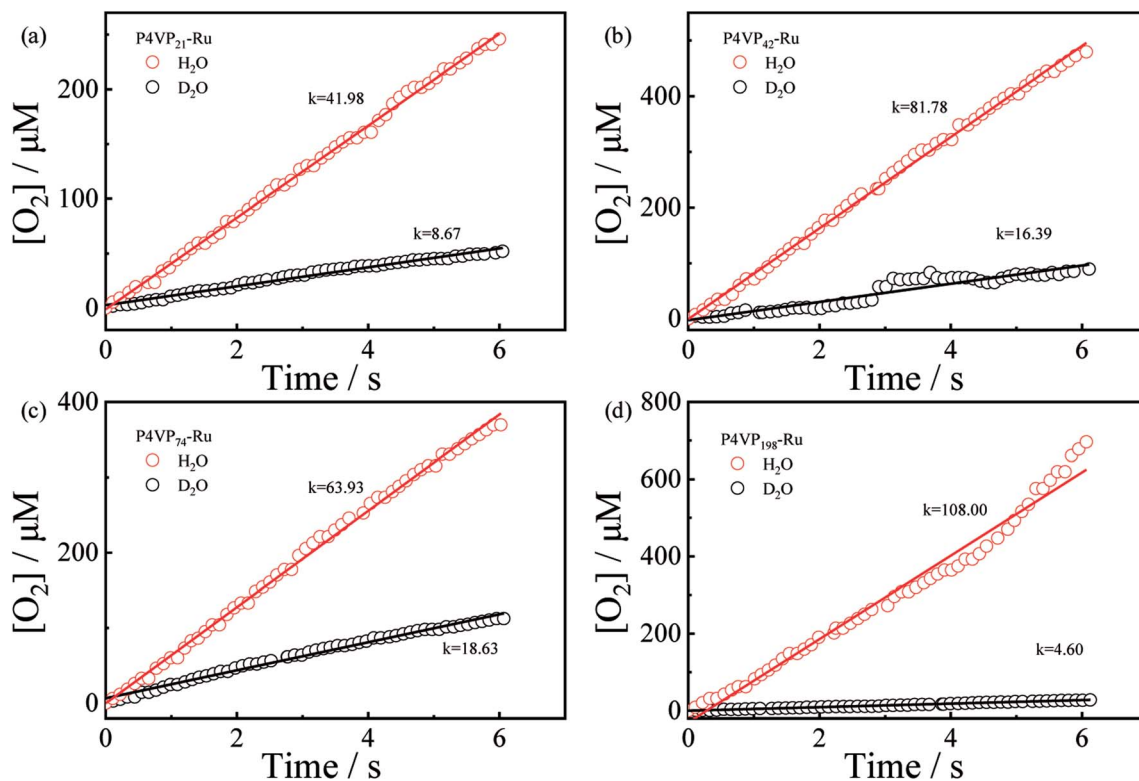 (a)
P4VP₂₁-Ru
H₂O
D₂O
k=41.98
k=8.67
200
100
0
[O₂] / μM
0 2 4 6
Time / s
(b)
P4VP₄₂-Ru
H₂O
D₂O
k=81.78
k=16.39
400
200
0
[O₂] / μM
0 2 4 6
Time / s
(c)
P4VP₇₄-Ru
H₂O
D₂O
k=63.93
k=18.63
400
200
0
[O₂] / μM
0 2 4 6
Time / s
(d)
P4VP₁₉₈-Ru
H₂O
D₂O
k=108.00
k=4.60
800
600
400
200
0
[O₂] / μM
0 2 4 6
Time / s